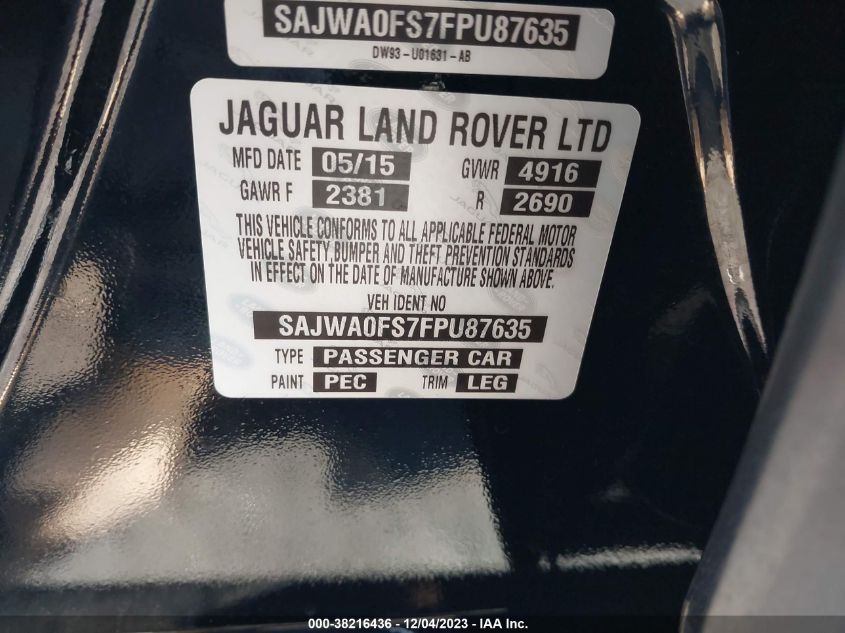 SAJWA0FS7FPU87635
DW93-U01631-AB
JAGUAR LAND ROVER LTD
MFD DATE 05/15 GVWR 4916
GAWR F 2381 R 2690
THIS VEHICLE CONFORMS TO ALL APPLICABLE FEDERAL MOTOR
VEHICLE SAFETY,BUMPER AND THEFT PREVENTION STANDARDS
IN EFFECT ON THE DATE OF MANUFACTURE SHOWN ABOVE.
VEH IDENT NO
SAJWA0FS7FPU87635
TYPE PASSENGER CAR
PAINT PEC TRIM LEG
000-38216436 - 12/04/2023 - IAA Inc.